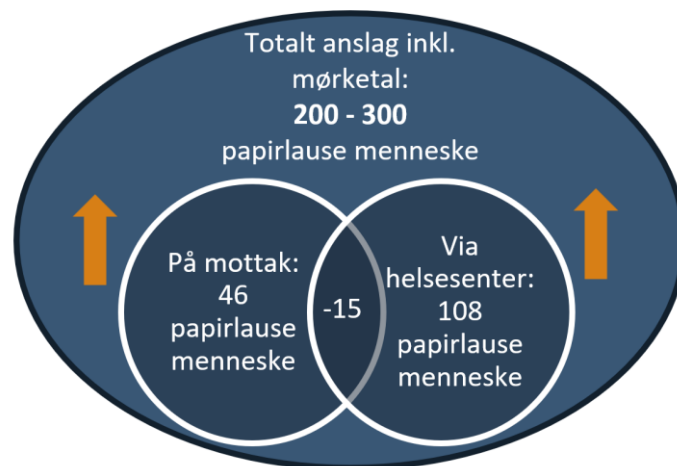 Totalt anslag inkl.
mørketal:
200 - 300
papirlause menneske
På mottak:
46
papirlause
menneske
-15
Via
helsesenter:
108
papirlause
menneske